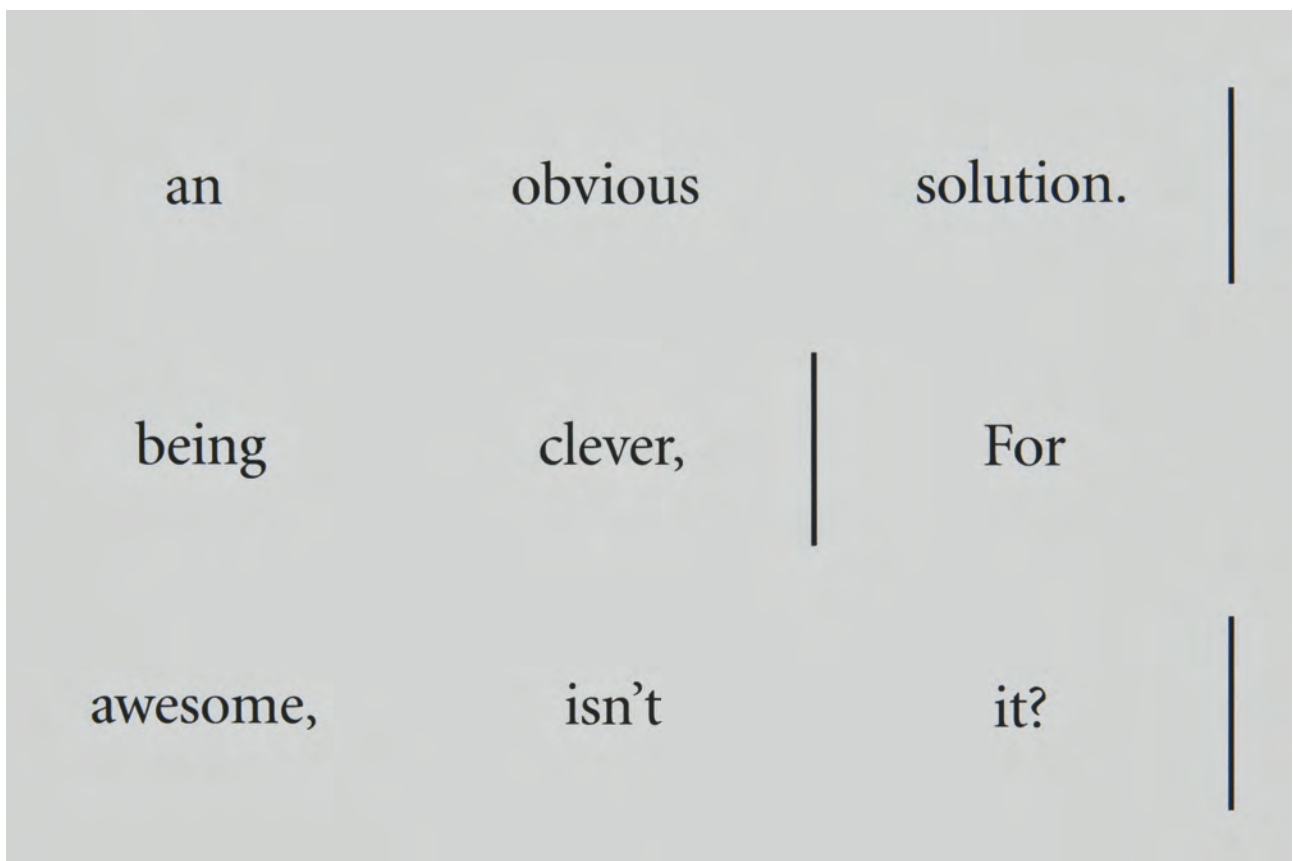 an obvious solution.
being clever, For
awesome, isn’t it?